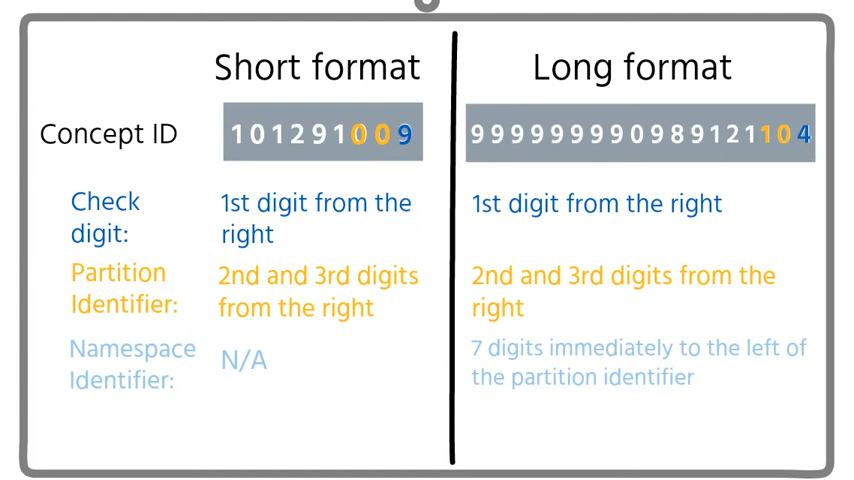 Short format
Long format
Concept ID
101291009
999999990989121104
Check digit:
1st digit from the
right
1st digit from the right
Partition
Identifier:
2nd and 3rd digits
from the right
2nd and 3rd digits from the
right
Namespace
Identifier:
N/A
7 digits immediately to the left of
the partition identifier